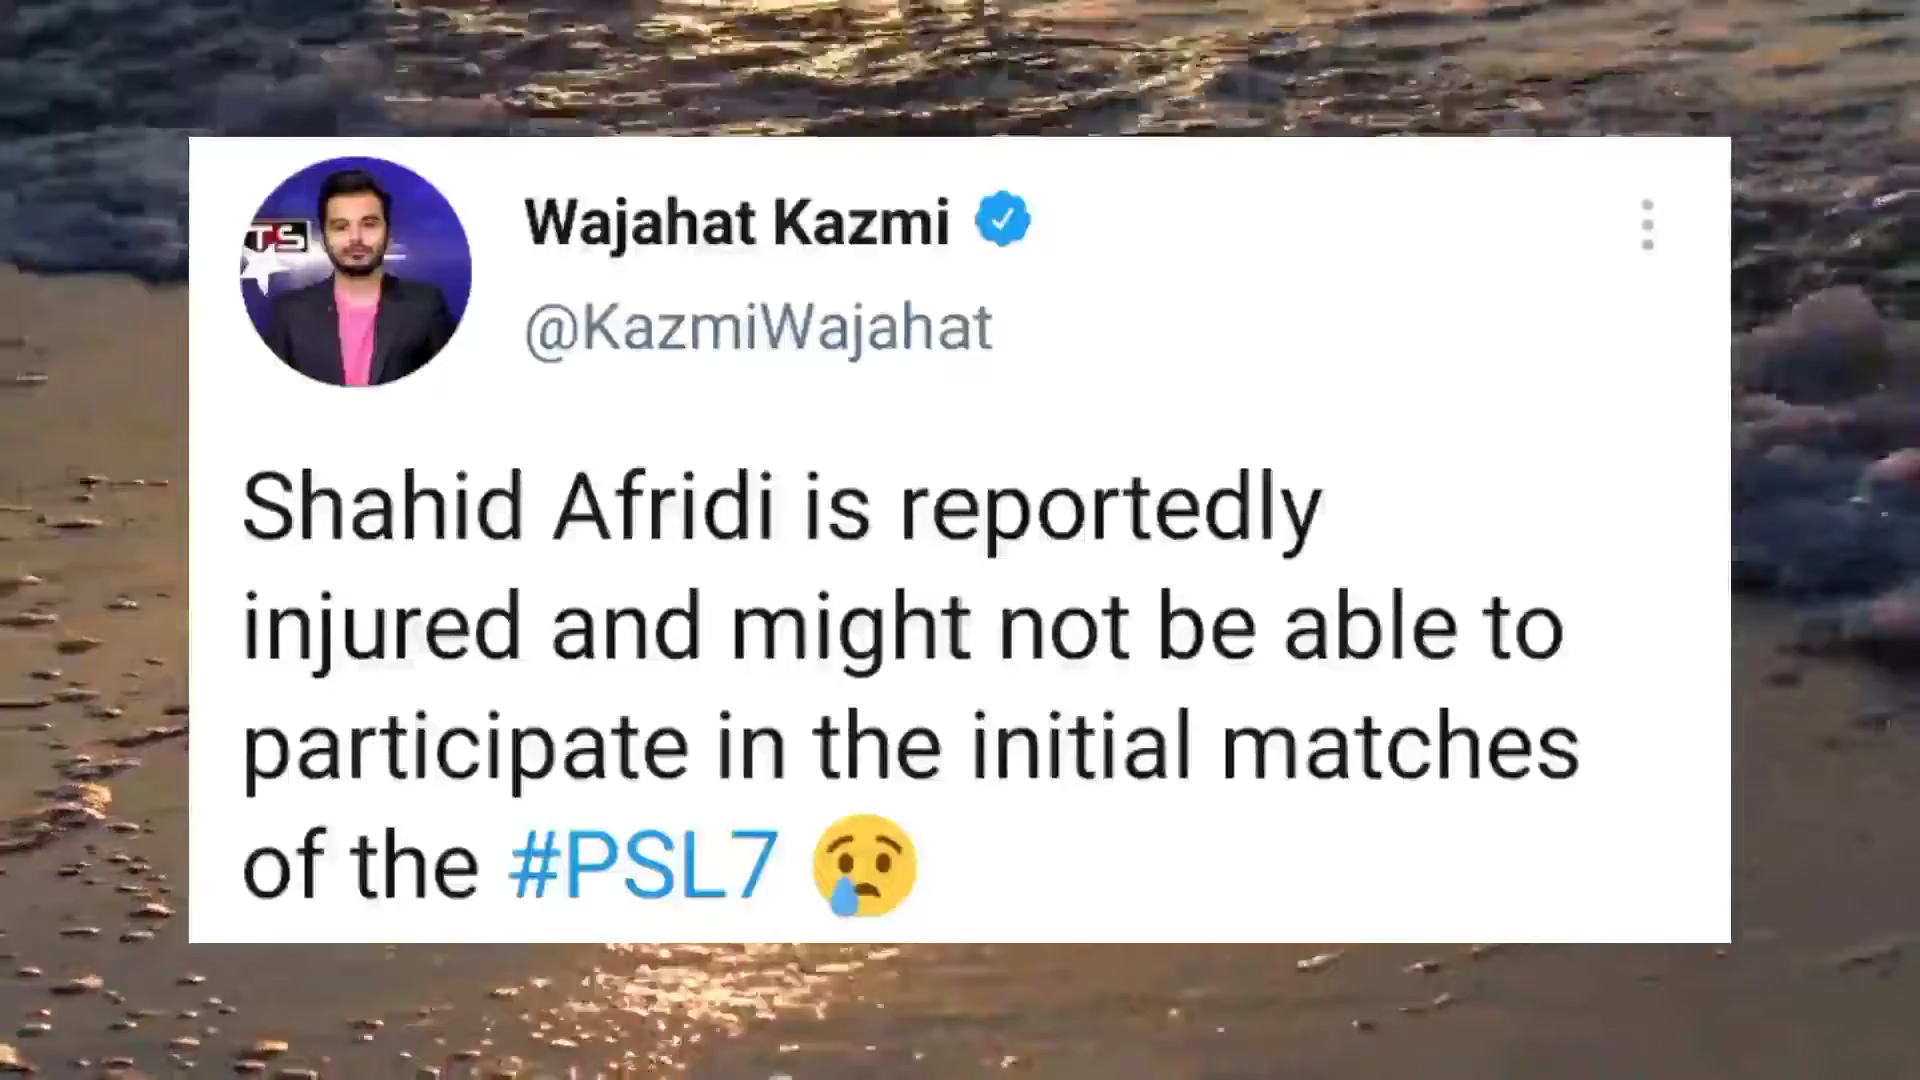 TS
Wajahat Kazmi
@KazmiWajahat
Shahid Afridi is reportedly
injured and might not be able to
participate in the initial matches
of the #PSL7 😢